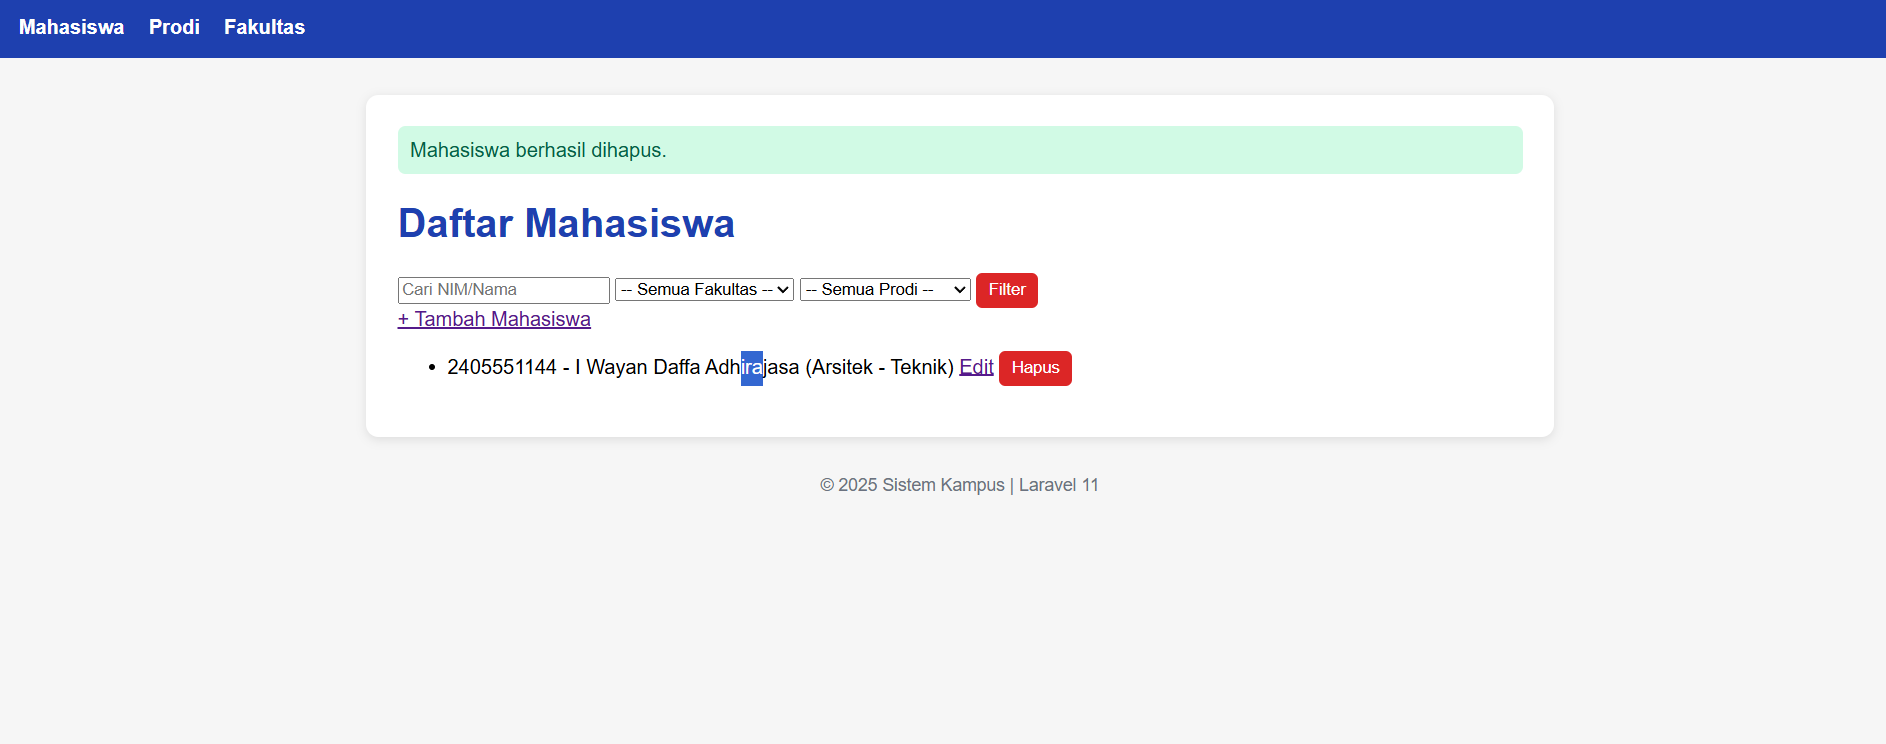 Mahasiswa Prodi Fakultas
Mahasiswa berhasil dihapus.
Daftar Mahasiswa
Cari NIM/Nama -- Semua Fakultas -- -- Semua Prodi -- Filter
+ Tambah Mahasiswa
• 2405551144 - I Wayan Daffa Adhirajasa (Arsitek - Teknik) Edit Hapus
© 2025 Sistem Kampus | Laravel 11